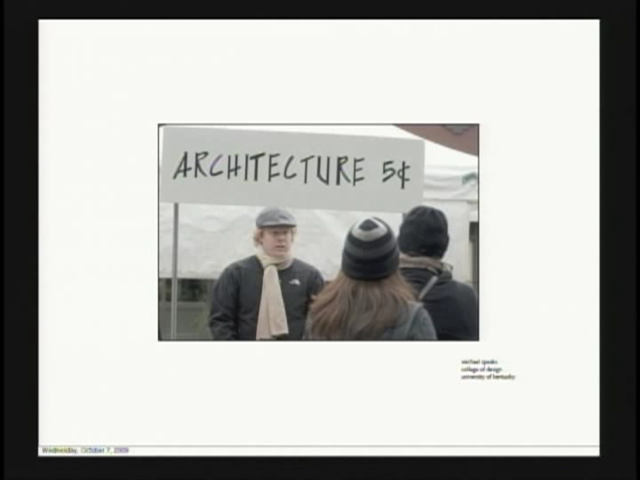 ARCHITECTURE 5¢
michael speaks
college of design
university of kentucky
Wednesday, October 7, 2009